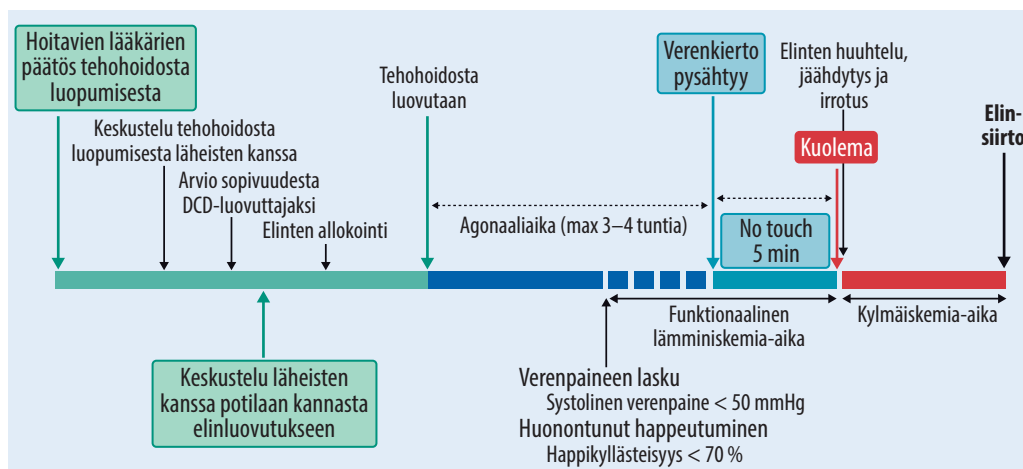 Hoitavien lääkärien
päätös tehohoidosta
luopumisesta
Keskustelu tehohoidosta
luopumisesta läheisten kanssa
Arvio sopivuudesta
DCD-luovuttajaksi
Elinten allokointi
Tehohoidosta
luovutaan
Agonaaliaika (max 3–4 tuntia)
Verenkierto
pysähtyy
No touch
5 min
Elinten huuhtelu,
jäähdytys ja
irrotus
Kuolema
Elin-
siirto
Funktionaalinen
lämminiskemia-aika
Kylmäiskemia-aika
Keskustelu läheisten
kanssa potilaan kannasta
elinluovutukseen
Verenpaineen lasku
Systolinen verenpaine < 50 mmHg
Huonontunut happeutuminen
Happikyllästeisyys < 70 %